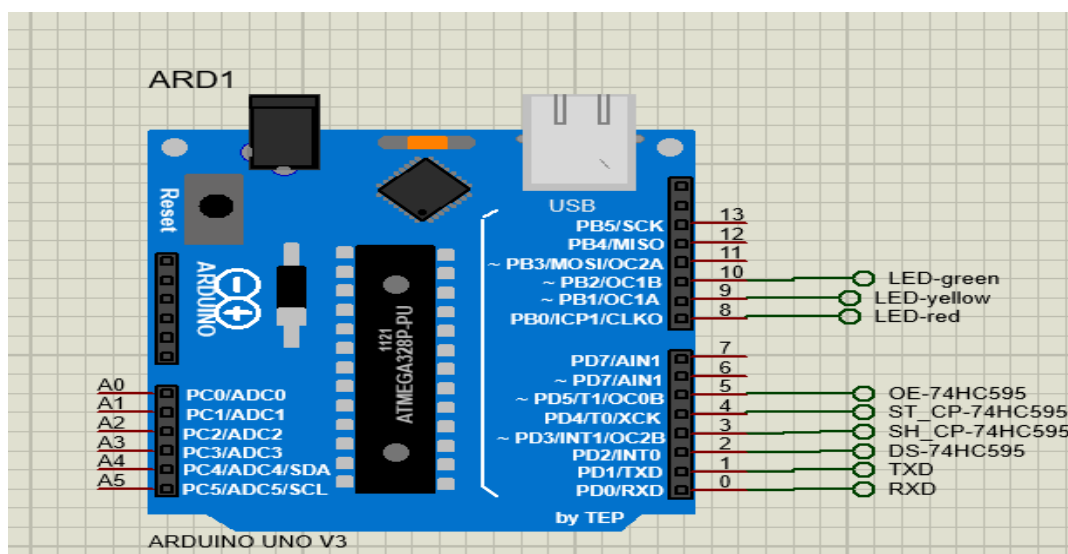 ARD1
Reset
ARDUINO
1121
ATMEGA328P-PU
USB
PB5/SCK 13
PB4/MISO 12
~ PB3/MOSI/OC2A 11
~ PB2/OC1B 10 LED-green
~ PB1/OC1A 9 LED-yellow
PB0/ICP1/CLKO 8 LED-red
PD7/AIN1 7
~ PD7/AIN1 6
~ PD5/T1/OC0B 5 OE-74HC595
PD4/T0/XCK 4 ST_CP-74HC595
~ PD3/INT1/OC2B 3 SH_CP-74HC595
PD2/INT0 2 DS-74HC595
PD1/TXD 1 TXD
PD0/RXD 0 RXD
A0 PC0/ADC0
A1 PC1/ADC1
A2 PC2/ADC2
A3 PC3/ADC3
A4 PC4/ADC4/SDA
A5 PC5/ADC5/SCL
by TEP
ARDUINO UNO V3